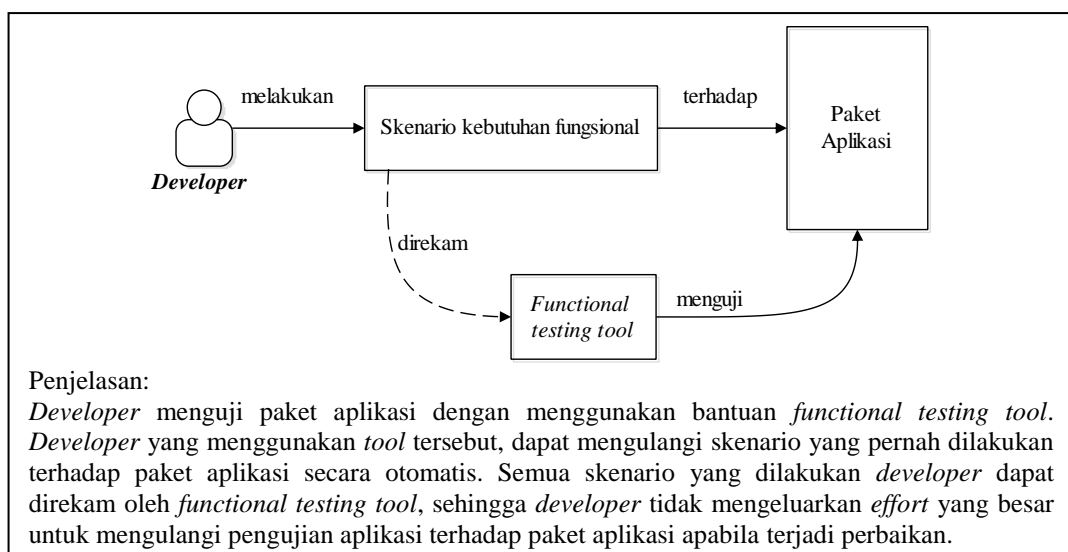 melakukan
Skenario kebutuhan fungsional
terhadap
Paket
Aplikasi
Developer
direkam
Functional
testing tool
menguji
Penjelasan:
Developer menguji paket aplikasi dengan menggunakan bantuan functional testing tool.
Developer yang menggunakan tool tersebut, dapat mengulangi skenario yang pernah dilakukan
terhadap paket aplikasi secara otomatis. Semua skenario yang dilakukan developer dapat
direkam oleh functional testing tool, sehingga developer tidak mengeluarkan effort yang besar
untuk mengulangi pengujian aplikasi terhadap paket aplikasi apabila terjadi perbaikan.